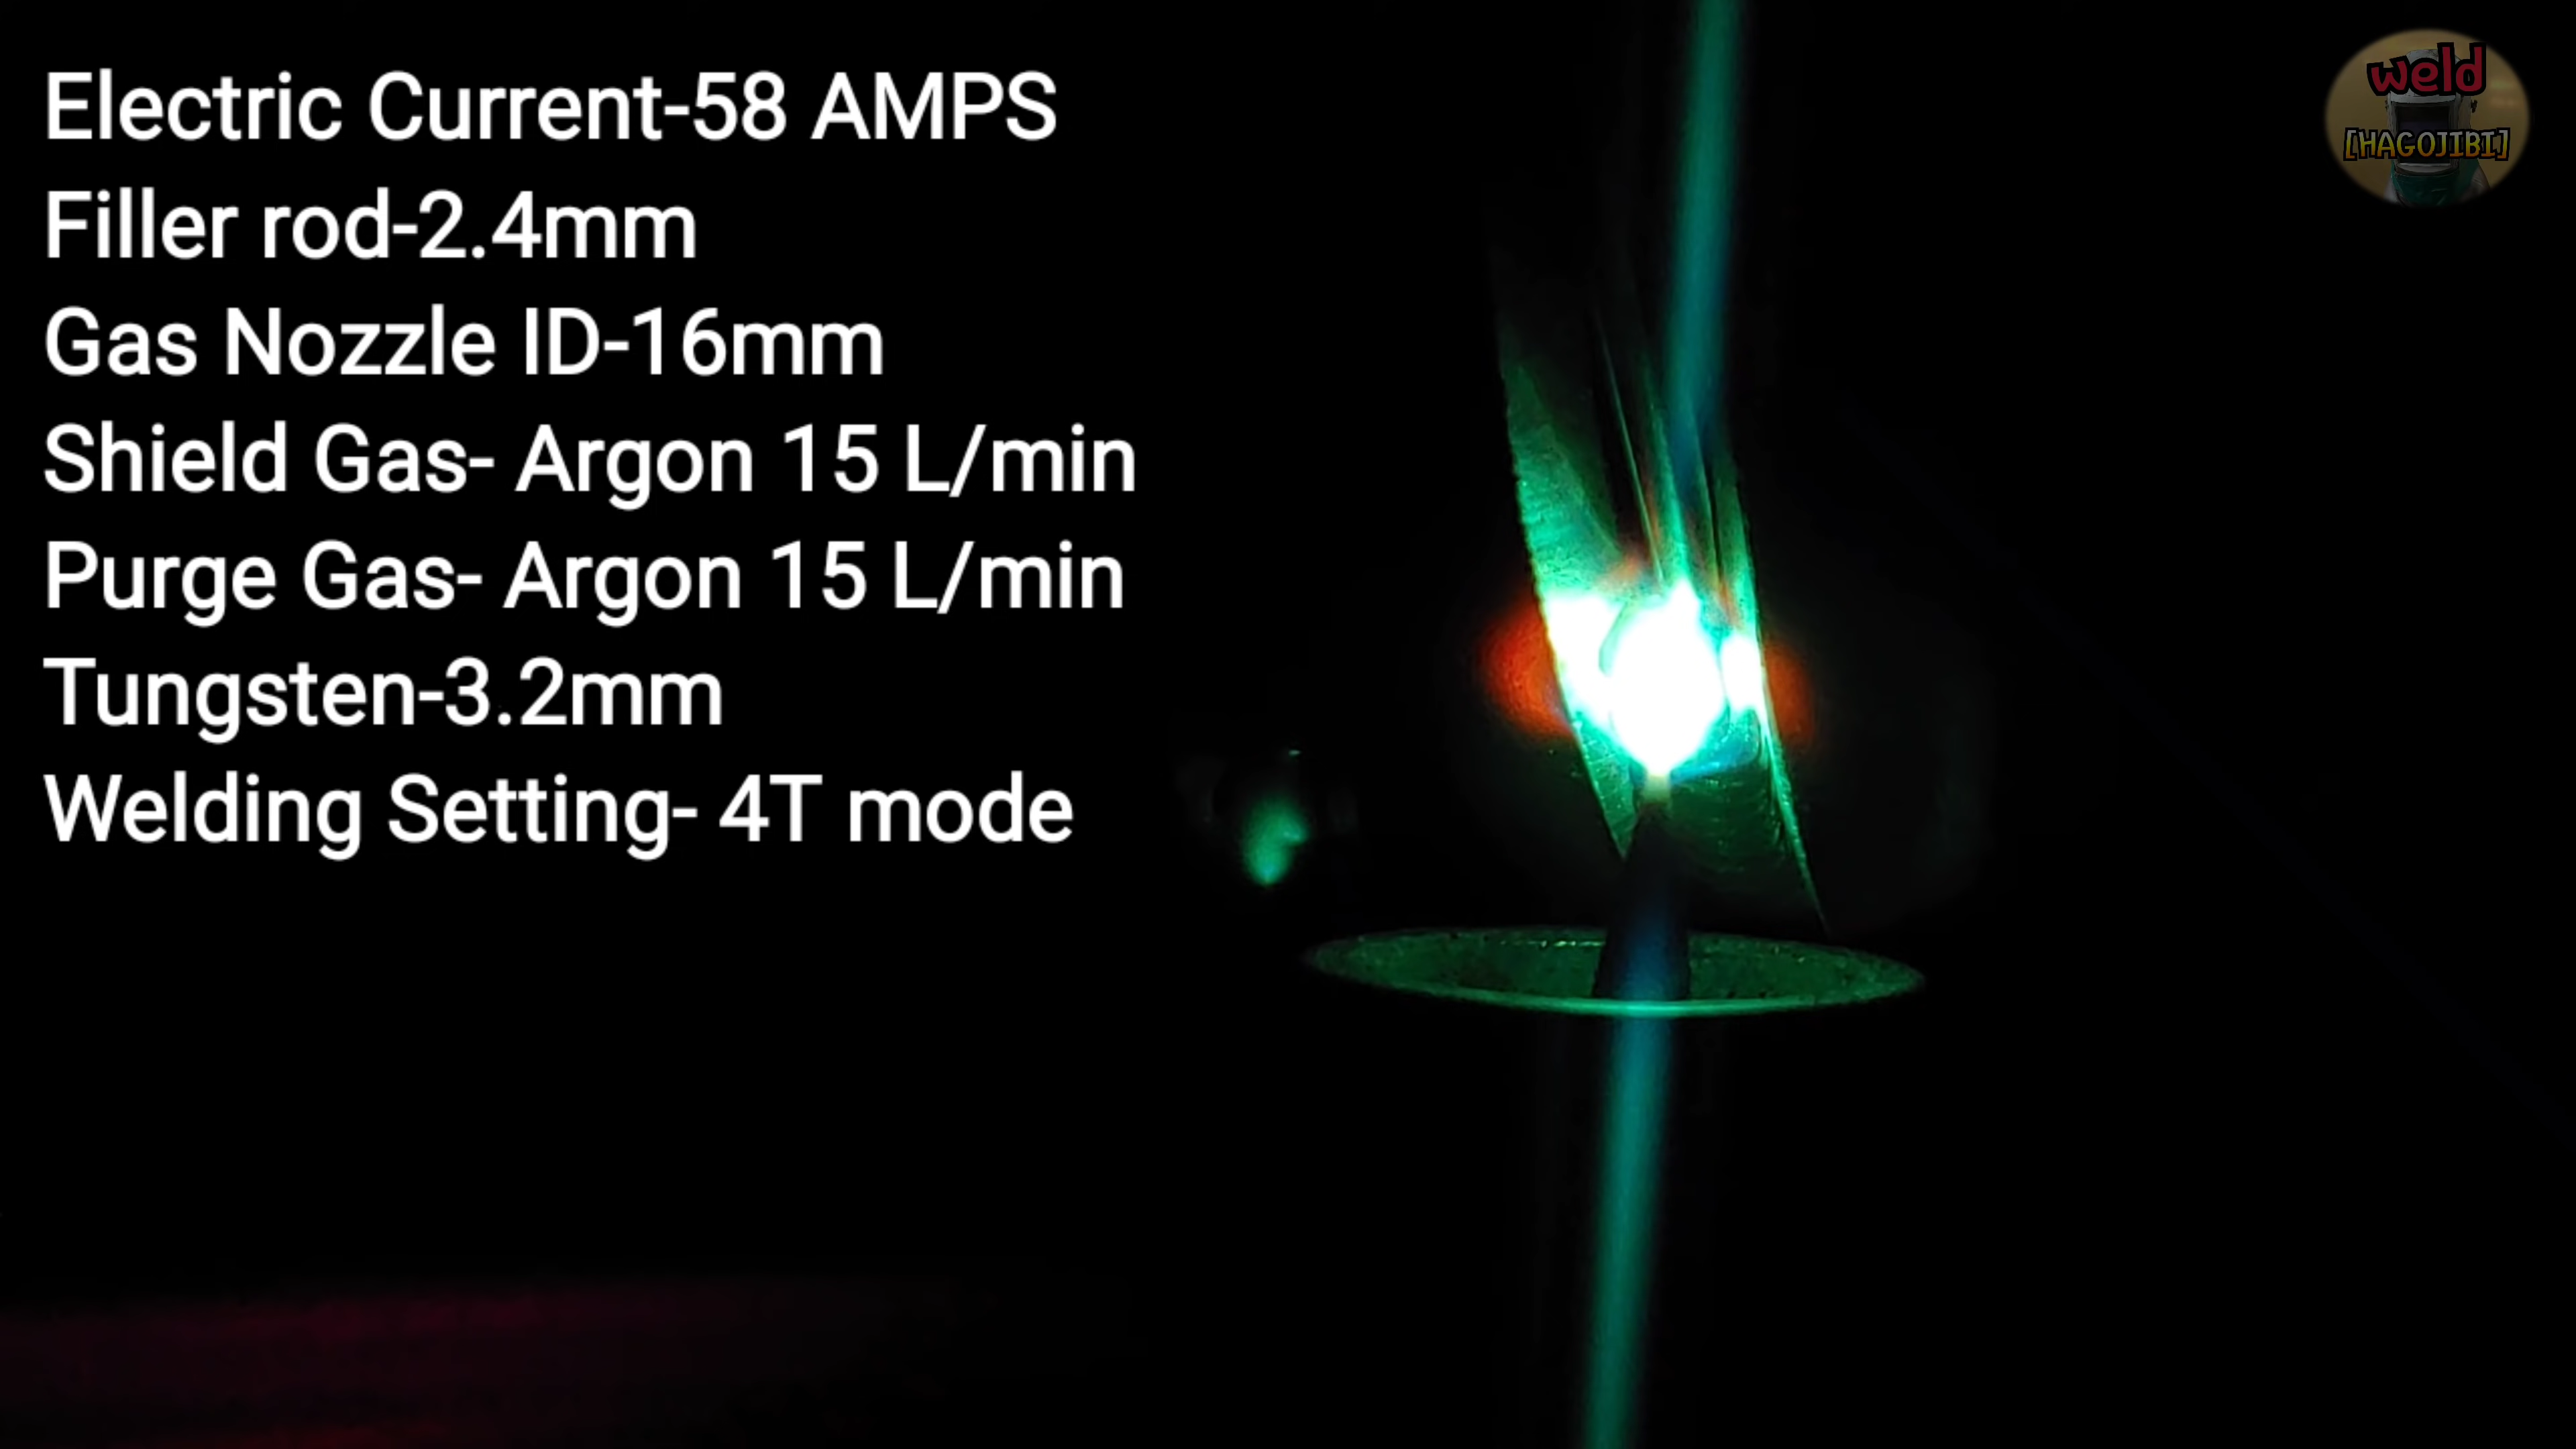 Electric Current-58 AMPS
Filler rod-2.4mm
Gas Nozzle ID-16mm
Shield Gas- Argon 15 L/min
Purge Gas- Argon 15 L/min
Tungsten-3.2mm
Welding Setting- 4T mode
weld
[HAGOJIBI]